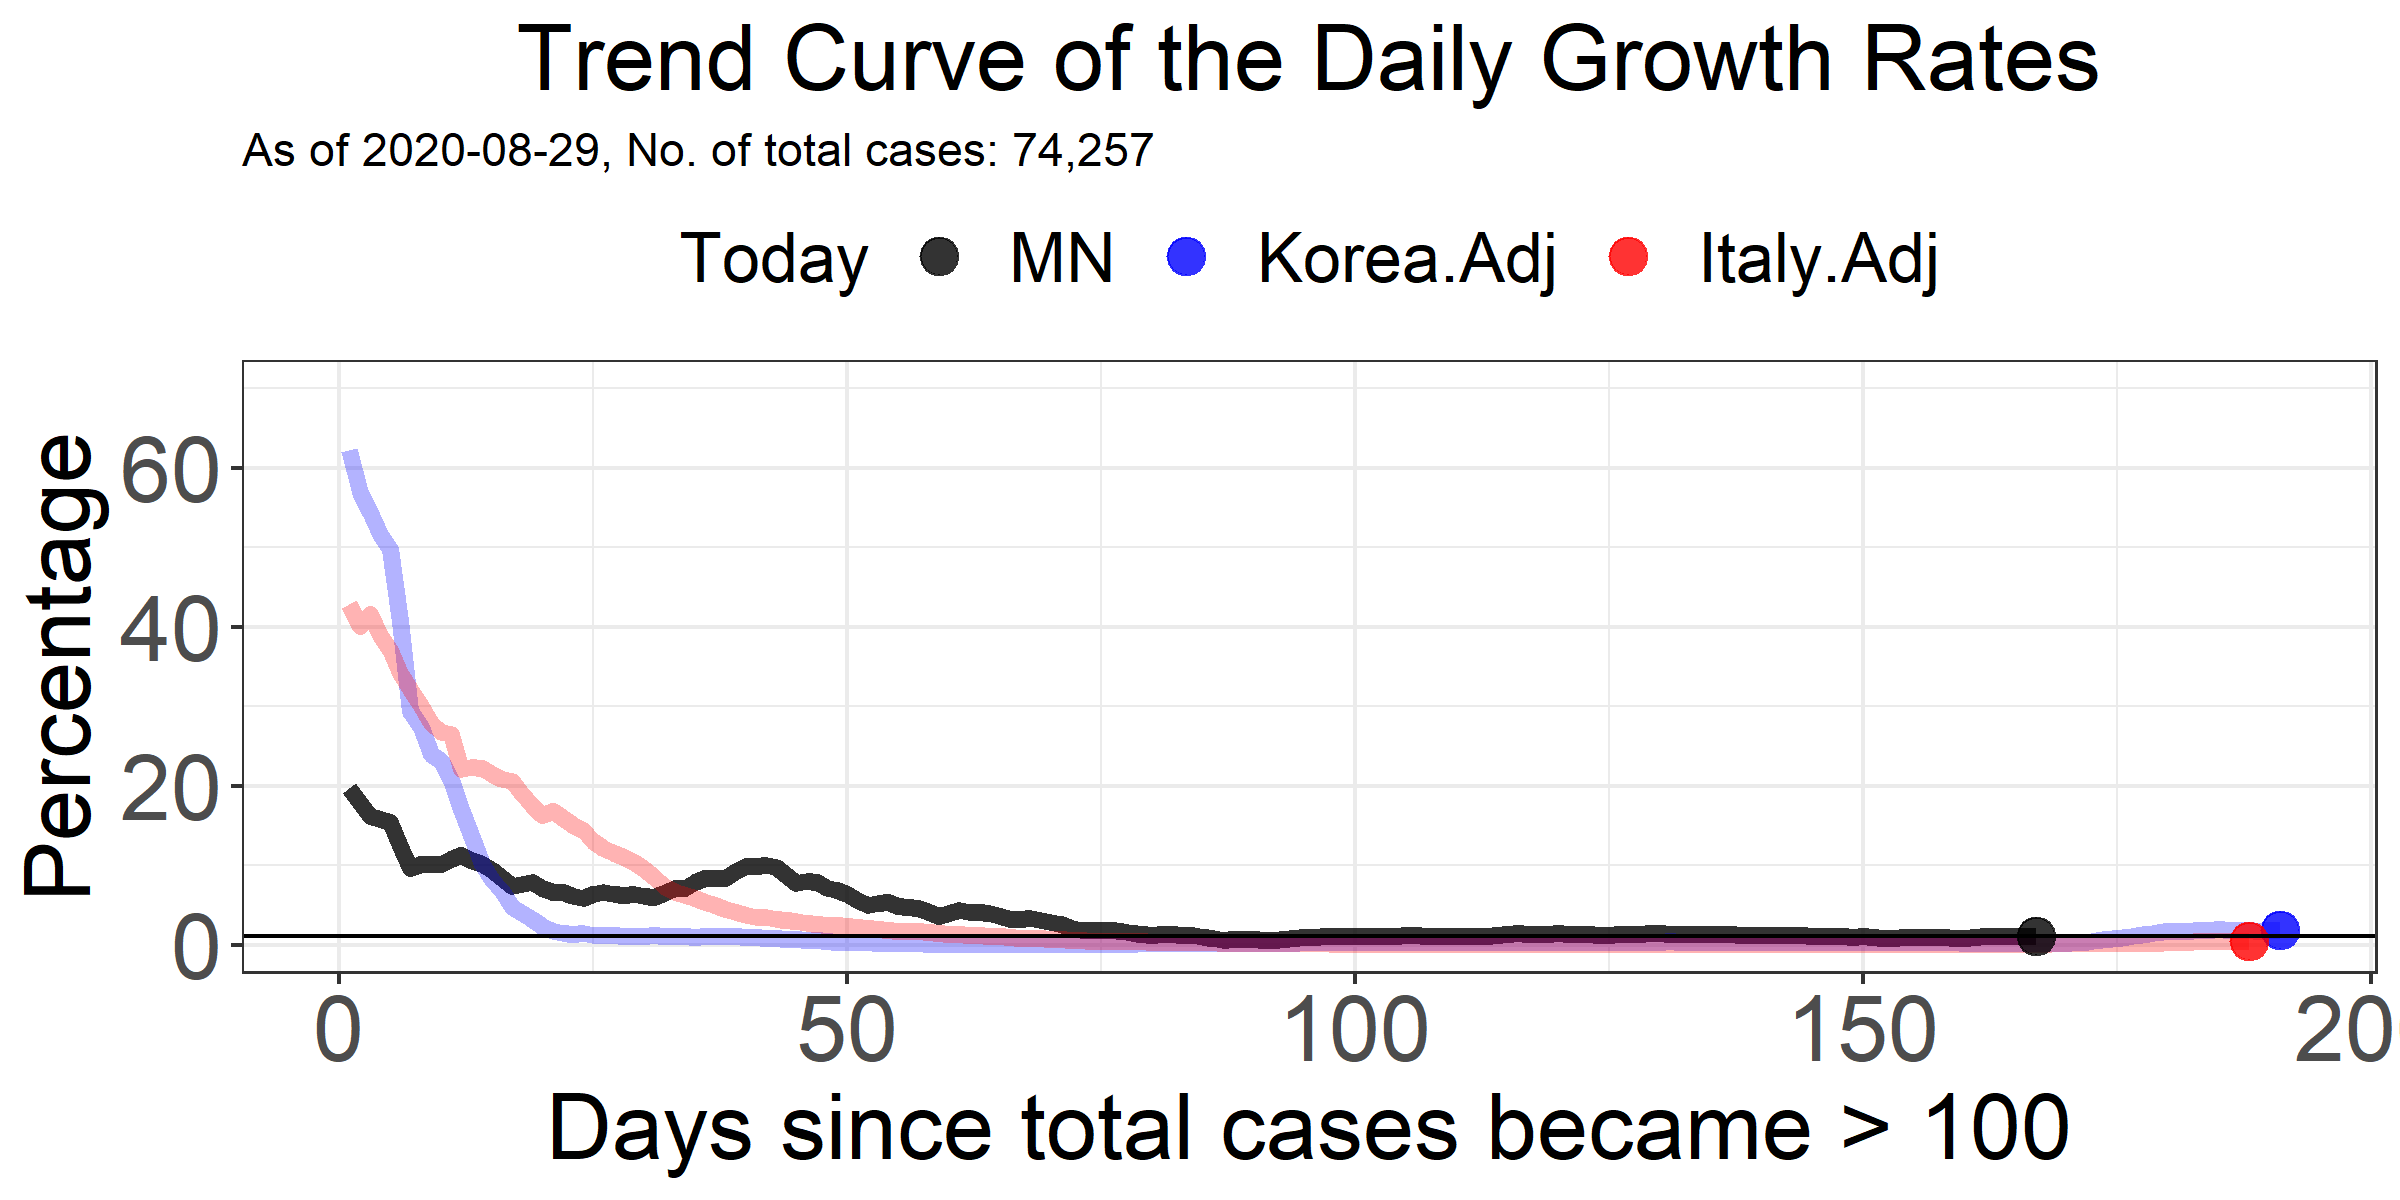 Trend Curve of the Daily Growth Rates
As of 2020-08-29, No. of total cases: 74,257
Today MN Korea.Adj Italy.Adj
Percentage
60
40
20
0
0 50 100 150 20
Days since total cases became > 100